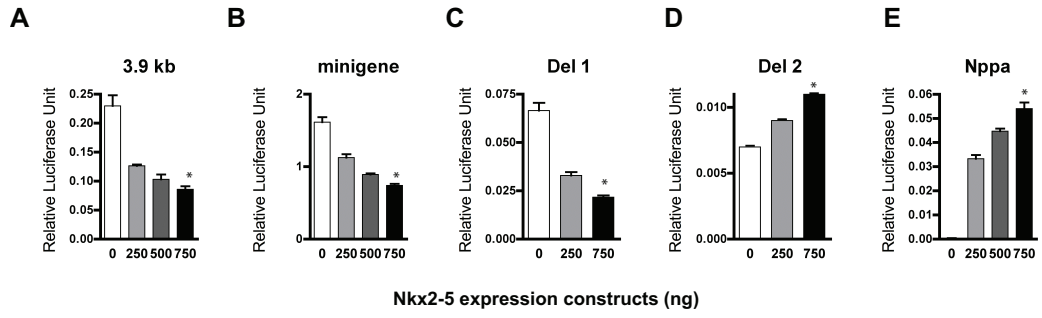 A
B
C
D
E
3.9 kb
minigene
Del 1
Del 2
Nppa
Relative Luciferase Unit
0.25
0.20
0.15
0.10
0.05
0.00
*
0 250 500 750
Relative Luciferase Unit
2
1
0
*
0 250 500 750
Relative Luciferase Unit
0.075
0.050
0.025
0.000
*
0 250 750
Relative Luciferase Unit
0.010
0.005
0.000
*
0 250 750
Relative Luciferase Unit
0.06
0.05
0.04
0.03
0.02
0.01
0.00
*
0 250 500 750
Nkx2-5 expression constructs (ng)